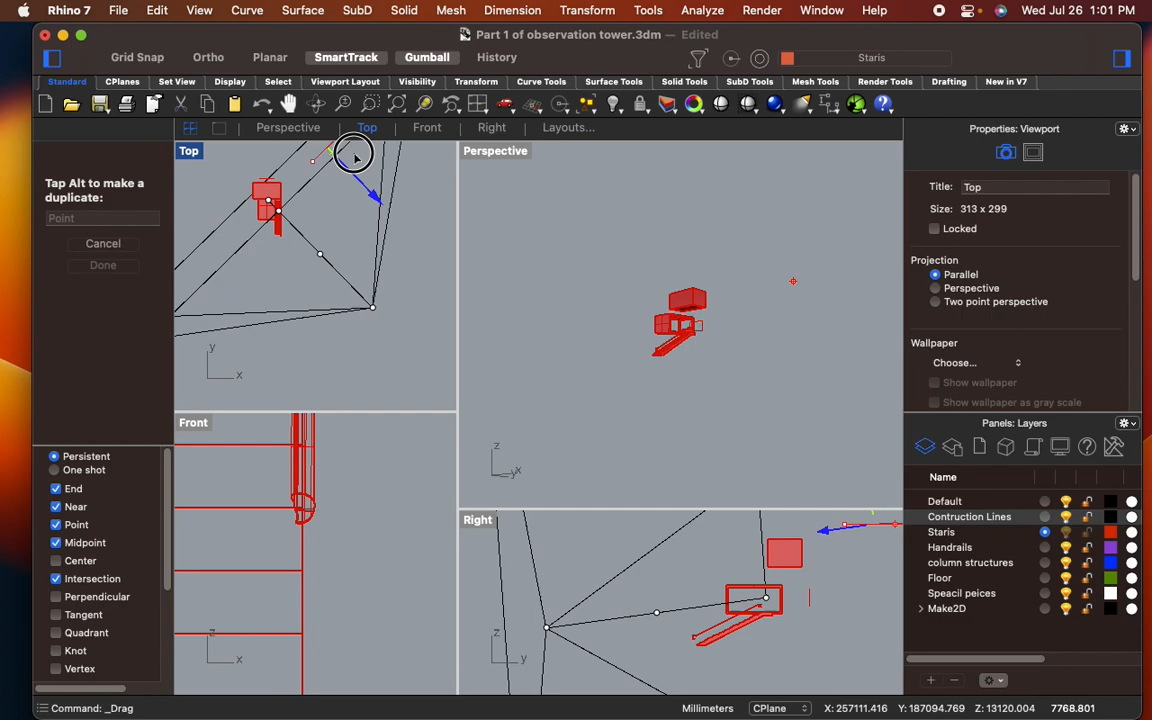 Rhino 7 File Edit View Curve Surface SubD Solid Mesh Dimension Transform Tools Analyze Render Window Help Wed Jul 26 1:01 PM
Part 1 of observation tower.3dm — Edited
Grid Snap Ortho Planar SmartTrack Gumball History Staris
Standard CPlanes Set View Display Select Viewport Layout Visibility Transform Curve Tools Surface Tools Solid Tools SubD Tools Mesh Tools Render Tools Drafting New in V7
Perspective Top Front Right Layouts...
Properties: Viewport
Top
Perspective
Tap Alt to make a
duplicate:
Point
Cancel
Done
Title: Top
Size: 313 x 299
Locked
Projection
Parallel
Perspective
Two point perspective
Wallpaper
Choose...
Show wallpaper
Show wallpaper as gray scale
y
x
z
y x
Front
Panels: Layers
Persistent
One shot
End
Near
Point
Midpoint
Center
Intersection
Perpendicular
Tangent
Quadrant
Knot
Vertex
z
x
Right
z
y
Name
Default
Contruction Lines
Staris
Handrails
column structures
Floor
Speacil peices
Make2D
Command: _Drag
Millimeters CPlane X: 257111.416 Y: 187094.769 Z: 13120.004 7768.801